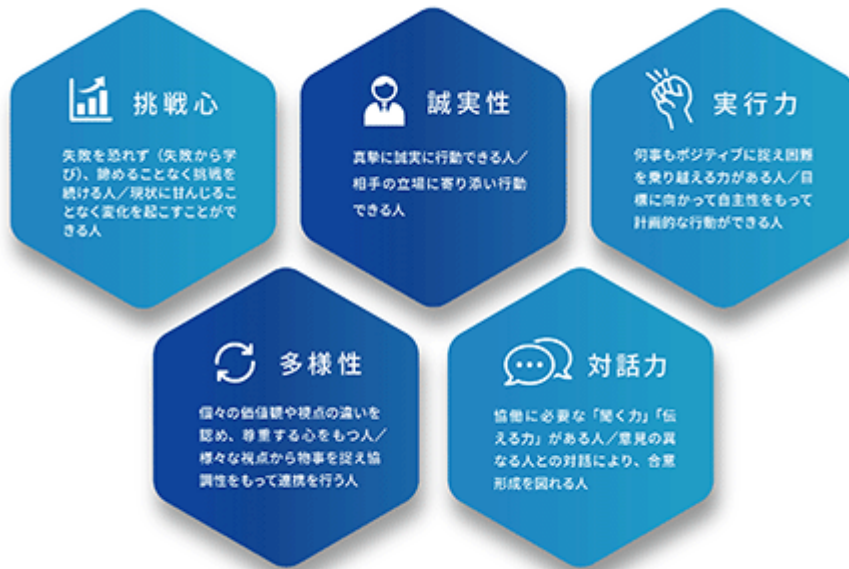 挑戦心
失敗を恐れず（失敗から学
び）、諦めることなく挑戦を
続ける人／現状に甘んじるこ
となく変化を起こすことがで
きる人
誠実性
真摯に誠実に行動できる人／
相手の立場に寄り添い行動
できる人
実行力
何事もポジティブに捉え困難
を乗り越える力がある人／目
標に向かって自主性をもって
計画的な行動ができる人
多様性
個々の価値観や視点の違いを
認め、尊重する心をもつ人／
様々な視点から物事を捉え協
調性をもって連携を行う人
対話力
協働に必要な「聞く力」「伝
える力」がある人／意見の異
なる人との対話により、合意
形成を図れる人